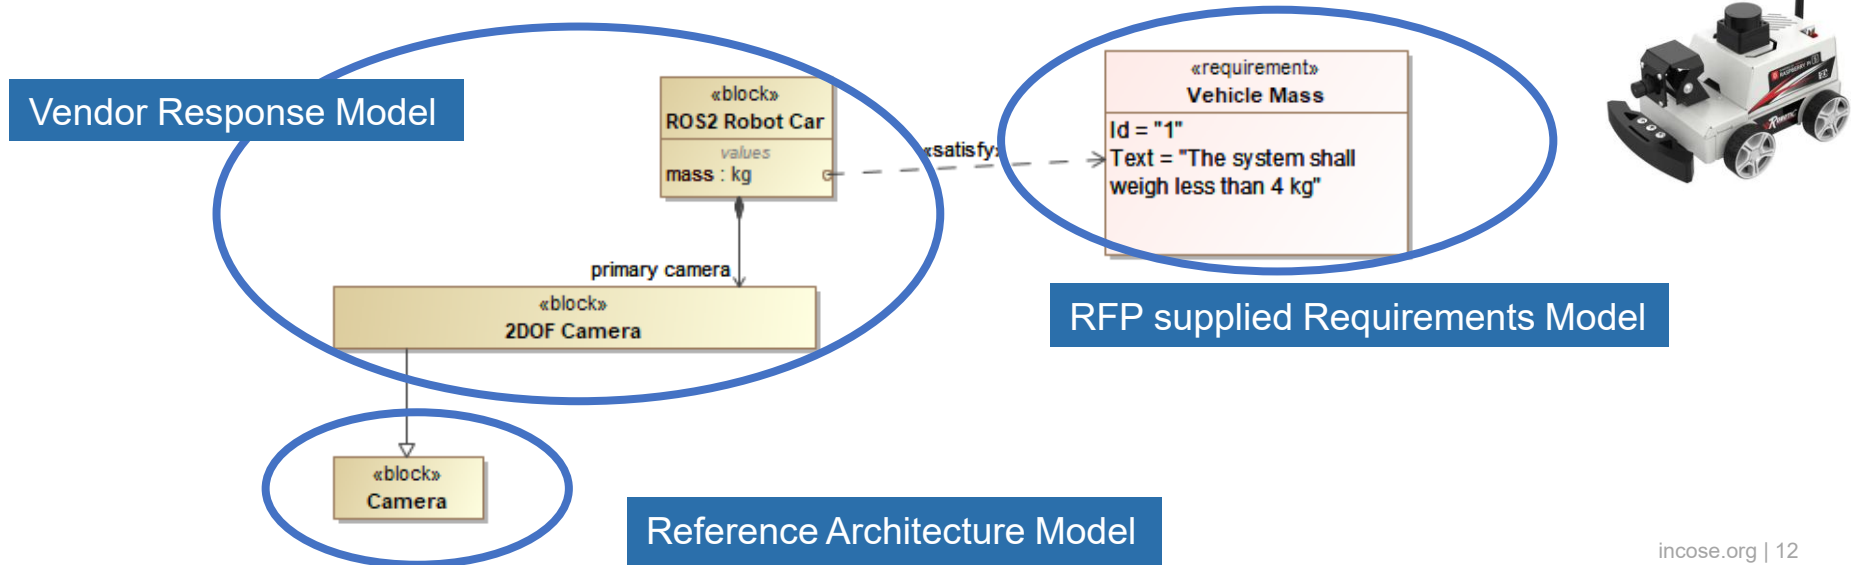 Vendor Response Model
«block»
ROS2 Robot Car
values
mass : kg
«satisfy»
«requirement»
Vehicle Mass
Id = "1"
Text = "The system shall
weigh less than 4 kg"
primary camera
«block»
2DOF Camera
RFP supplied Requirements Model
«block»
Camera
Reference Architecture Model
incose.org | 12